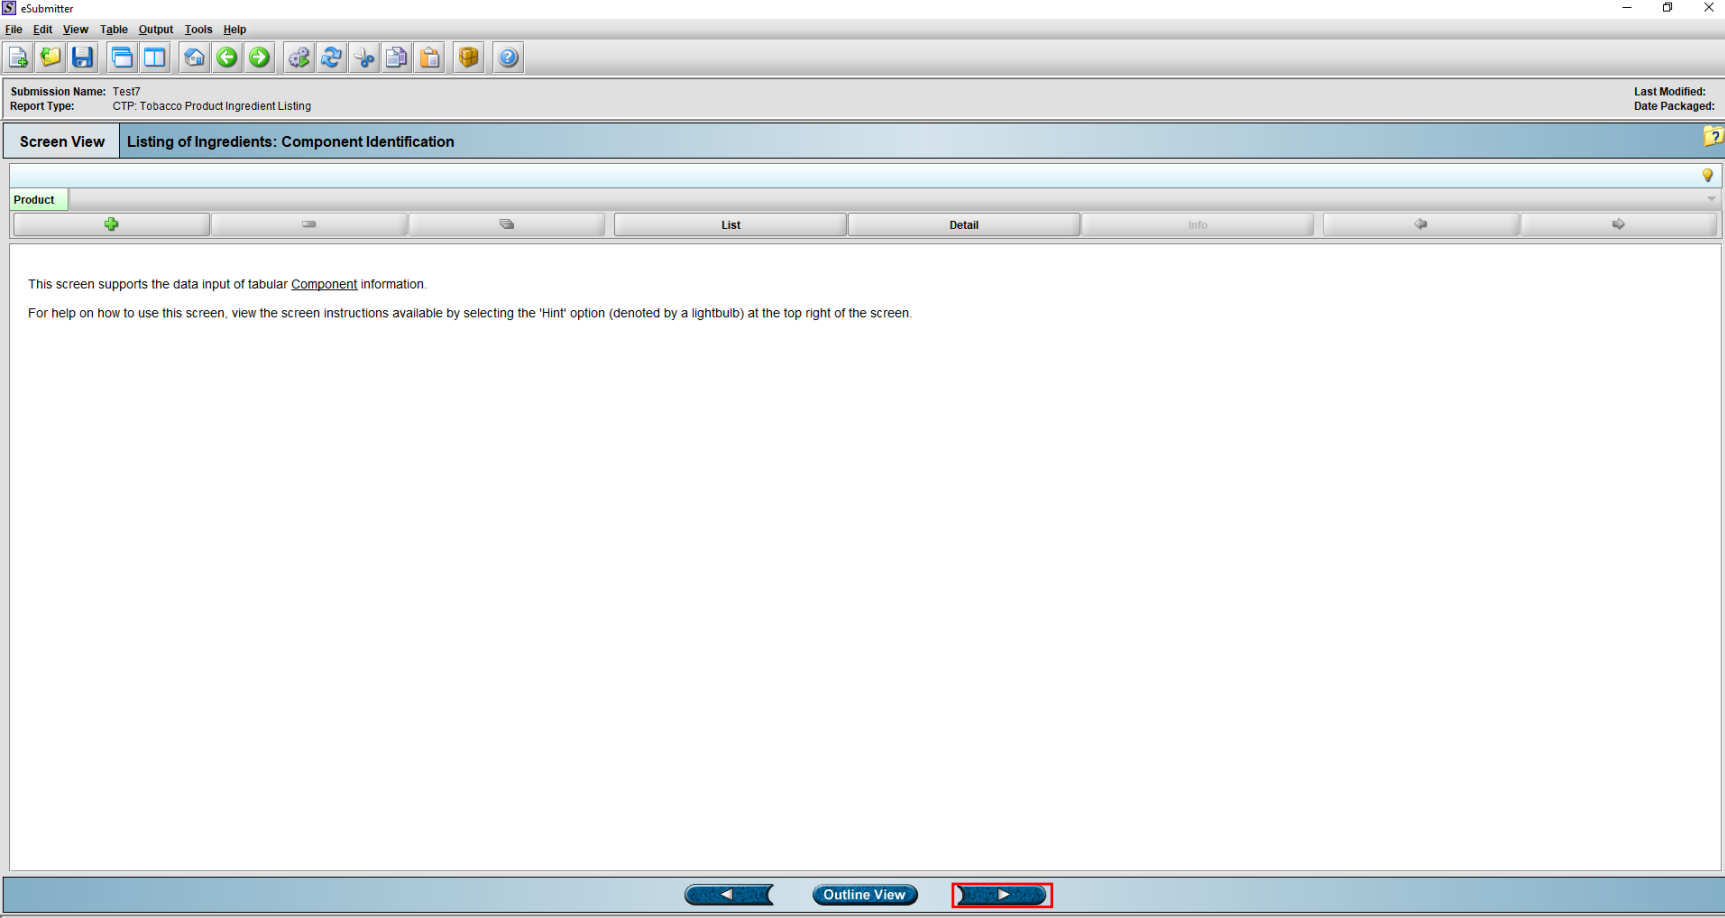 eSubmitter
File Edit View Table Output Tools Help
Submission Name: Test7 Last Modified:
Report Type: CTP: Tobacco Product Ingredient Listing Date Packaged:
Screen View Listing of Ingredients: Component Identification
Product
List Detail Info
This screen supports the data input of tabular Component information.
For help on how to use this screen, view the screen instructions available by selecting the 'Hint' option (denoted by a lightbulb) at the top right of the screen.
Outline View